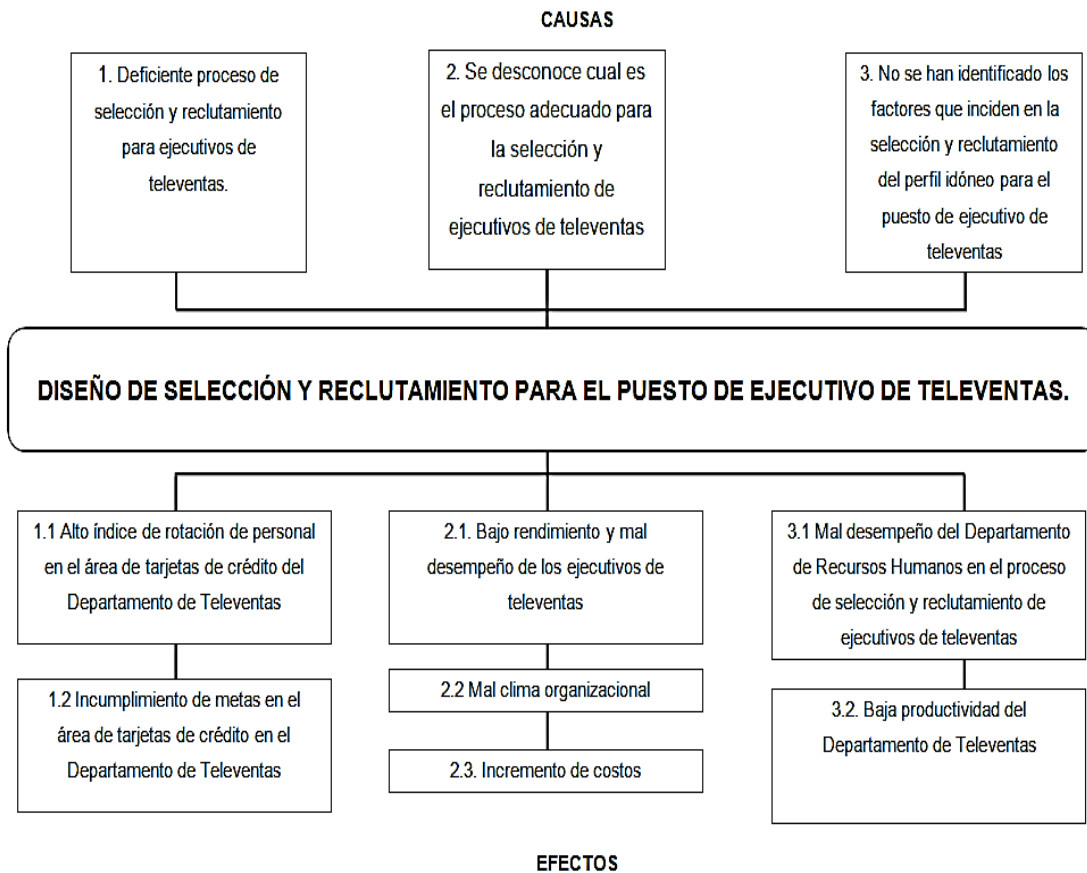 CAUSAS
1. Deficiente proceso de
selección y reclutamiento
para ejecutivos de
televentas.
2. Se desconoce cual es
el proceso adecuado para
la selección y
reclutamiento de
ejecutivos de televentas
3. No se han identificado los
factores que inciden en la
selección y reclutamiento
del perfil idóneo para el
puesto de ejecutivo de
televentas
DISEÑO DE SELECCIÓN Y RECLUTAMIENTO PARA EL PUESTO DE EJECUTIVO DE TELEVENTAS.
1.1 Alto índice de rotación de personal
en el área de tarjetas de crédito del
Departamento de Televentas
1.2 Incumplimiento de metas en el
área de tarjetas de crédito en el
Departamento de Televentas
2.1. Bajo rendimiento y mal
desempeño de los ejecutivos de
televentas
2.2 Mal clima organizacional
2.3. Incremento de costos
3.1 Mal desempeño del Departamento
de Recursos Humanos en el proceso
de selección y reclutamiento de
ejecutivos de televentas
3.2. Baja productividad del
Departamento de Televentas
EFECTOS